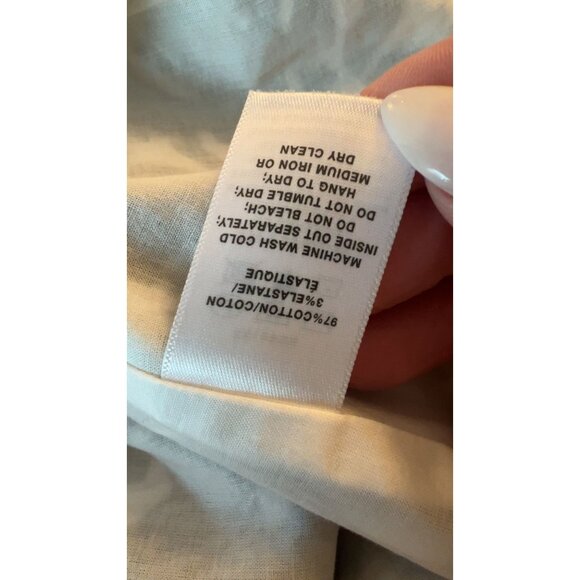 97%COTTON/COTON
3%ELASTANE/
ÉLASTIQUE
MACHINE WASH COLD
INSIDE OUT SEPARATELY;
DO NOT BLEACH;
DO NOT TUMBLE DRY;
HANG TO DRY;
MEDIUM IRON OR
DRY CLEAN